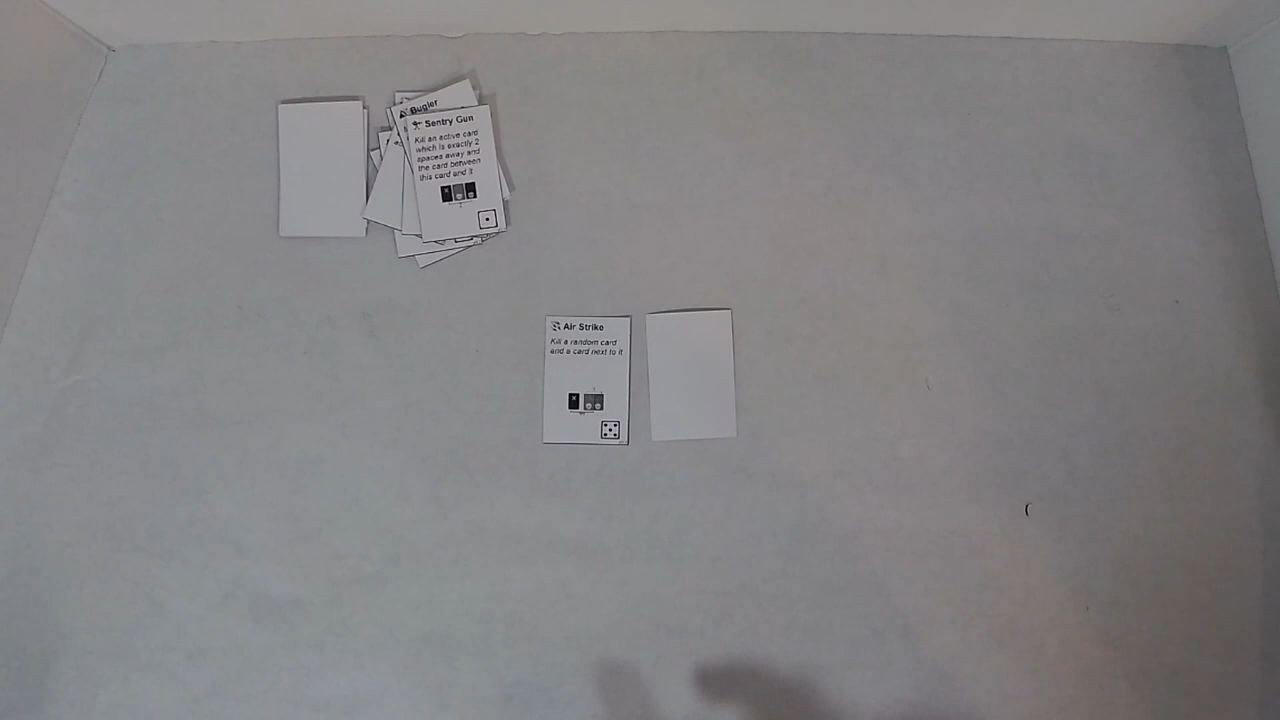 Bugler
Sentry Gun
Kill an active card
which is exactly 2
spaces away and
the card between
this card and it
Air Strike
Kill a random card
and a card next to it